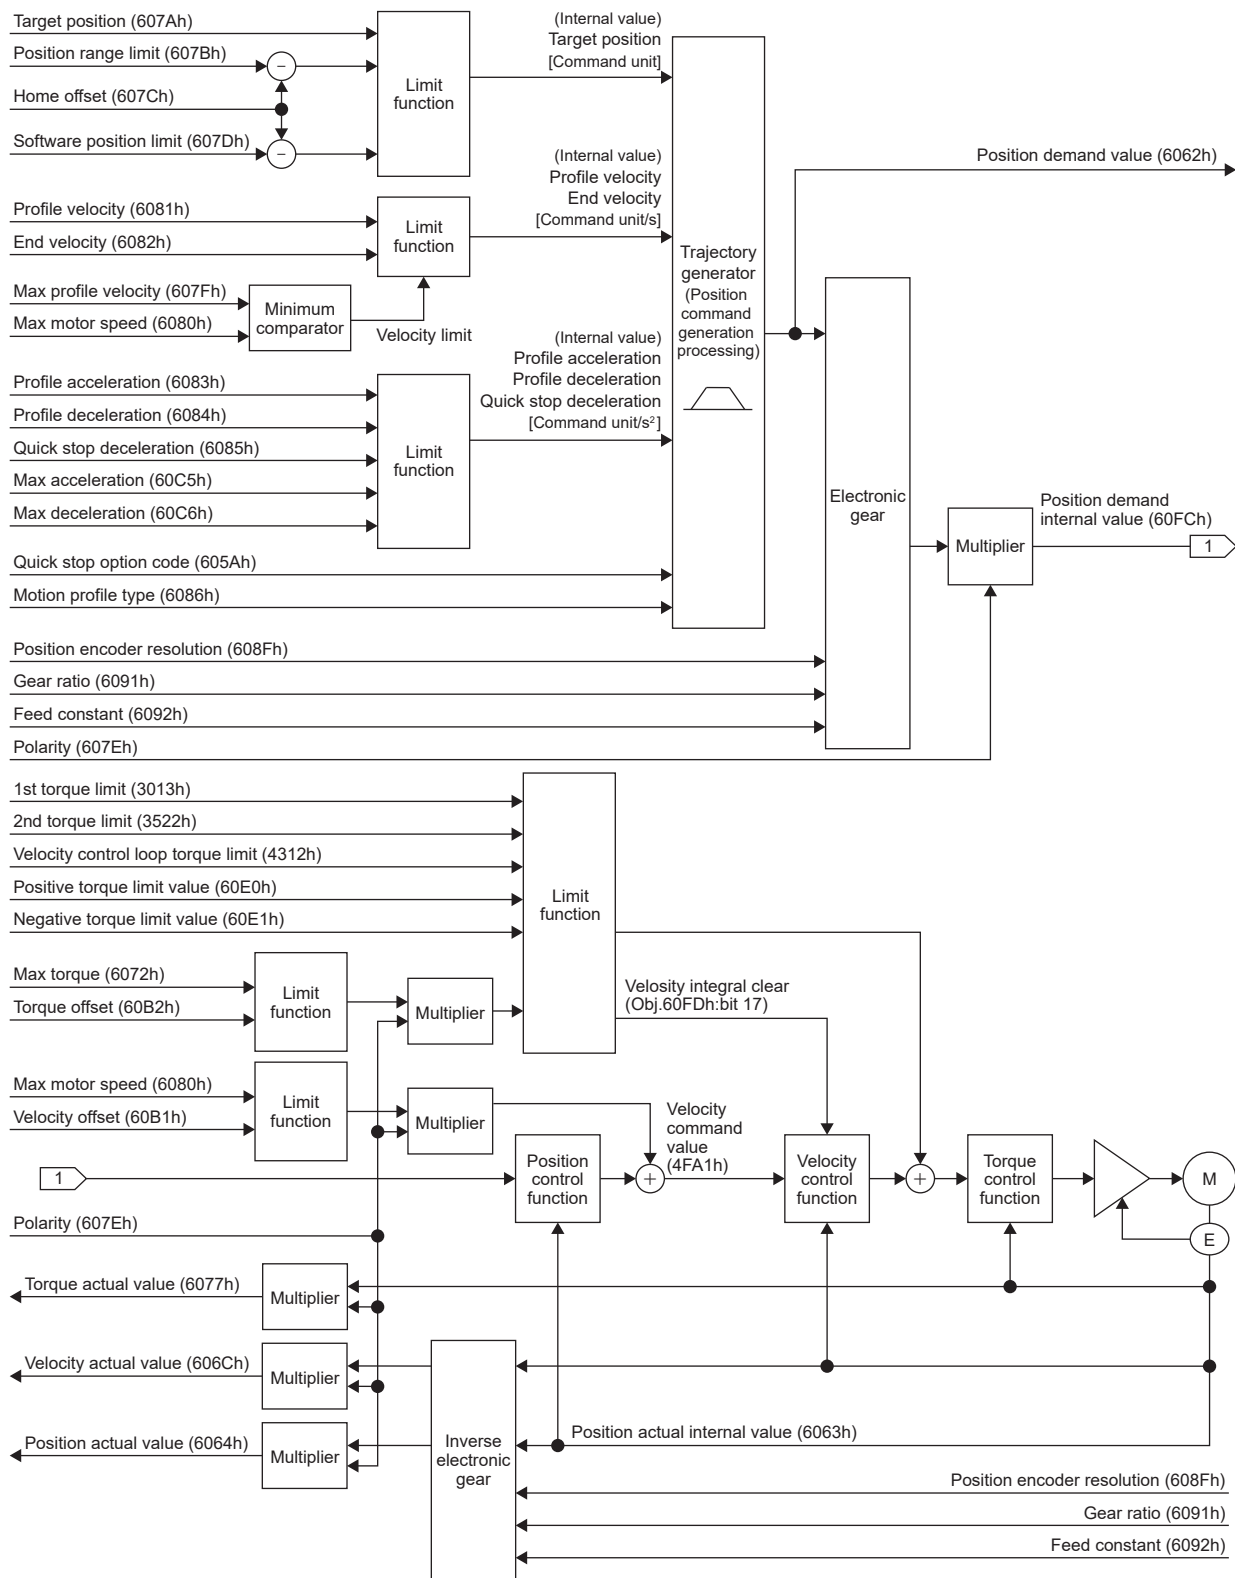 Target position (607Ah)
Position range limit (607Bh)
Home offset (607Ch)
Software position limit (607Dh)
−
−
Limit
function
(Internal value)
Target position
[Command unit]
Profile velocity (6081h)
End velocity (6082h)
Limit
function
(Internal value)
Profile velocity
End velocity
[Command unit/s]
Max profile velocity (607Fh)
Max motor speed (6080h)
Minimum
comparator
Velocity limit
Profile acceleration (6083h)
Profile deceleration (6084h)
Quick stop deceleration (6085h)
Max acceleration (60C5h)
Max deceleration (60C6h)
Limit
function
(Internal value)
Profile acceleration
Profile deceleration
Quick stop deceleration
[Command unit/s²]
Quick stop option code (605Ah)
Motion profile type (6086h)
Trajectory
generator
(Position
command
generation
processing)
Position demand value (6062h)
Electronic
gear
Multiplier
Position demand
internal value (60FCh)
1
Position encoder resolution (608Fh)
Gear ratio (6091h)
Feed constant (6092h)
Polarity (607Eh)
1st torque limit (3013h)
2nd torque limit (3522h)
Velocity control loop torque limit (4312h)
Positive torque limit value (60E0h)
Negative torque limit value (60E1h)
Limit
function
Max torque (6072h)
Torque offset (60B2h)
Limit
function
Multiplier
Velosity integral clear
(Obj.60FDh:bit 17)
Max motor speed (6080h)
Velocity offset (60B1h)
Limit
function
Multiplier
1
Position
control
function
+
Velocity
command
value
(4FA1h)
Velocity
control
function
+
Torque
control
function
M
E
Polarity (607Eh)
Torque actual value (6077h)
Multiplier
Velocity actual value (606Ch)
Multiplier
Position actual value (6064h)
Multiplier
Inverse
electronic
gear
Position actual internal value (6063h)
Position encoder resolution (608Fh)
Gear ratio (6091h)
Feed constant (6092h)